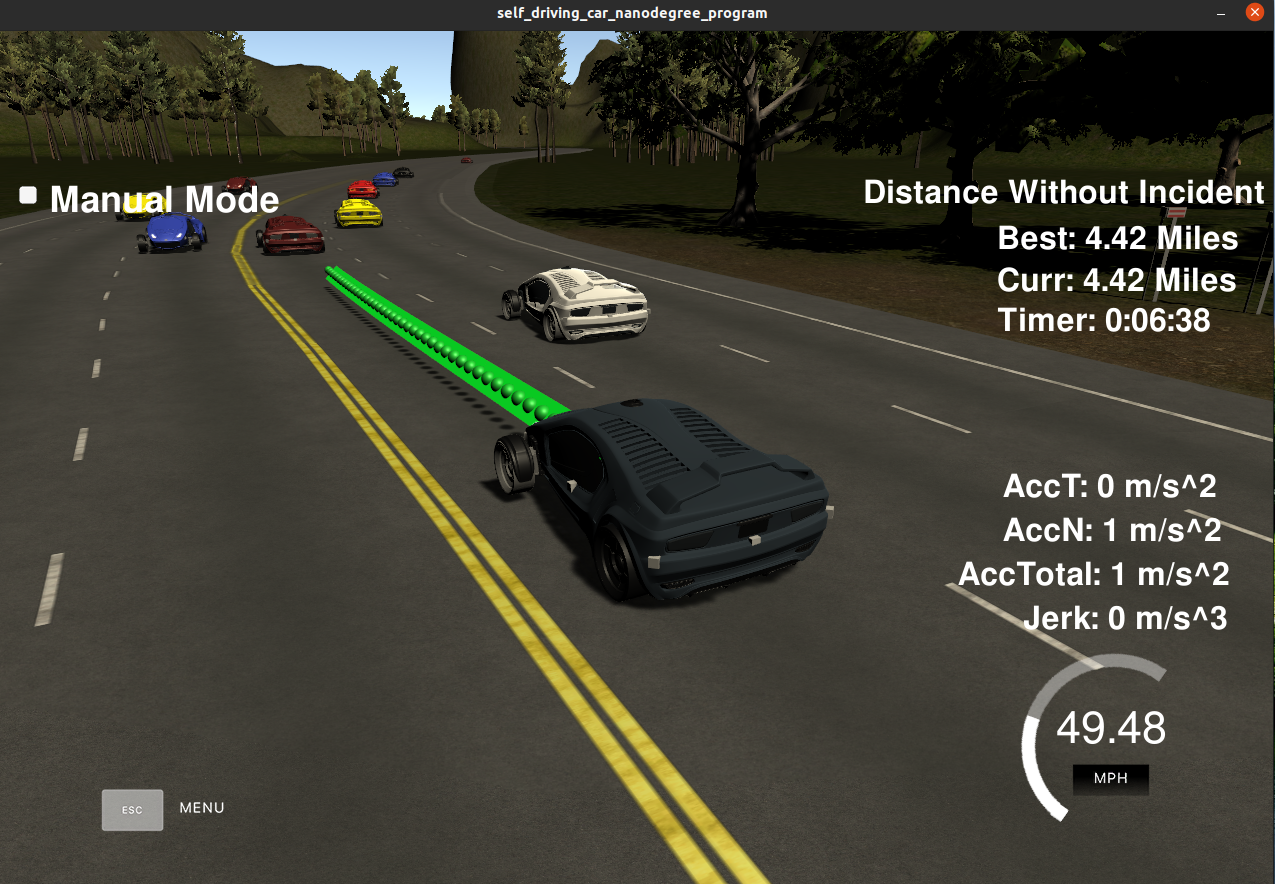 self_driving_car_nanodegree_program
Manual Mode
Distance Without Incident
Best: 4.42 Miles
Curr: 4.42 Miles
Timer: 0:06:38
AccT: 0 m/s^2
AccN: 1 m/s^2
AccTotal: 1 m/s^2
Jerk: 0 m/s^3
49.48
MPH
ESC MENU